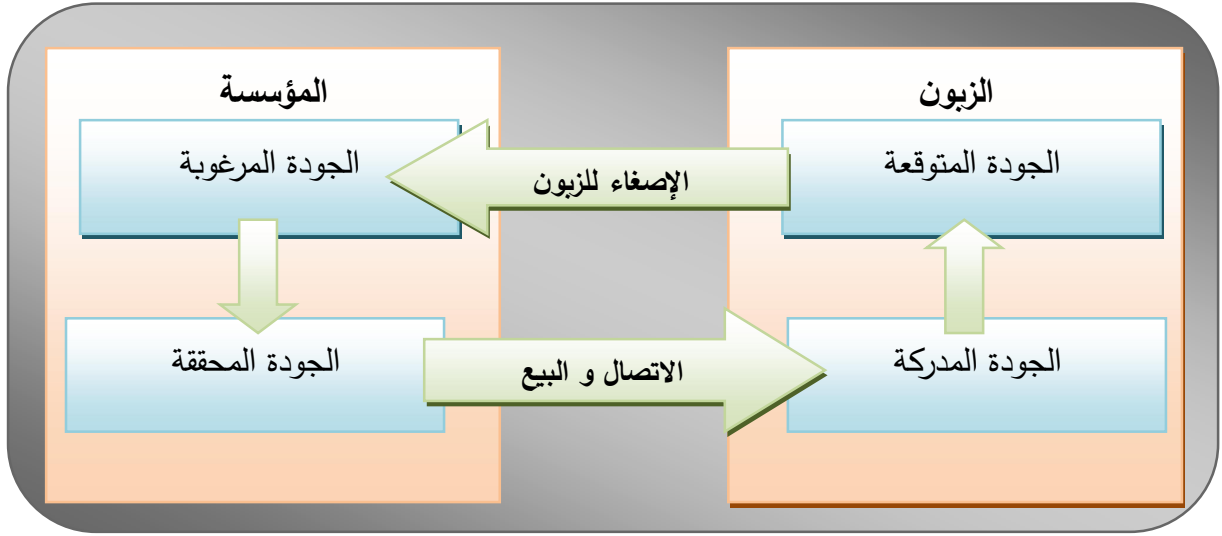 الزبون
المؤسسة
الجودة المتوقعة
الإصغاء للزبون
الجودة المرغوبة
الجودة المدركة
الاتصال و البيع
الجودة المحققة